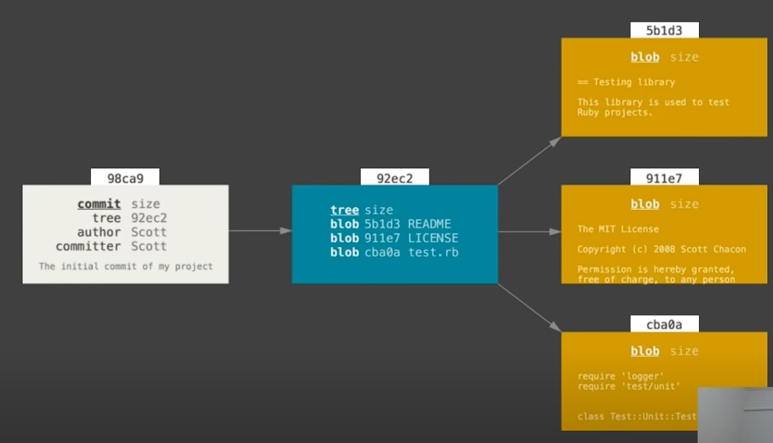 98ca9
commit size
tree 92ec2
author Scott
committer Scott
The initial commit of my project
92ec2
tree size
blob 5b1d3 README
blob 911e7 LICENSE
blob cba0a test.rb
5b1d3
blob size
== Testing library
This library is used to test
Ruby projects.
911e7
blob size
The MIT License
Copyright (c) 2008 Scott Chacon
Permission is hereby granted,
free of charge, to any person
cba0a
blob size
require 'logger'
require 'test/unit'
class Test::Unit::Test